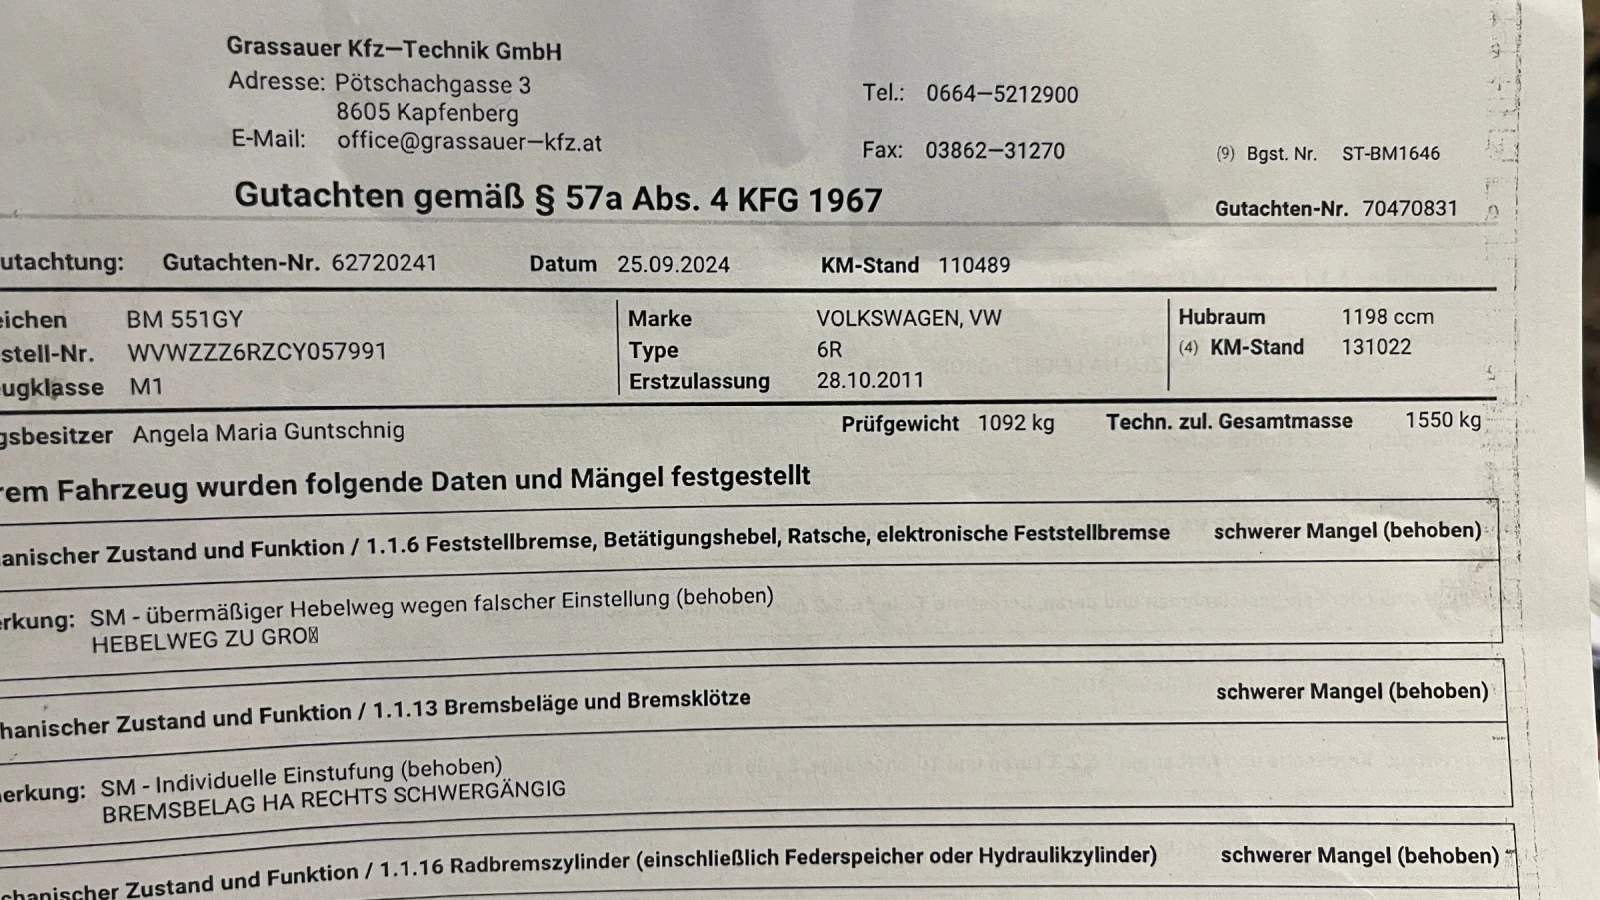 Grassauer Kfz–Technik GmbH
Adresse: Pötschachgasse 3
8605 Kapfenberg
E-Mail: office@grassauer–kfz.at
Tel.: 0664–5212900
Fax: 03862–31270
(9) Bgst. Nr. ST-BM1646
Gutachten gemäß § 57a Abs. 4 KFG 1967
Gutachten-Nr. 70470831
utachtung: Gutachten-Nr. 62720241 Datum 25.09.2024 KM-Stand 110489
eichen BM 551GY
stell-Nr. WVWZZZ6RZCY057991
ugklasse M1
Marke VOLKSWAGEN, VW
Type 6R
Erstzulassung 28.10.2011
Hubraum 1198 ccm
(4) KM-Stand 131022
gsbesitzer Angela Maria Guntschnig
Prüfgewicht 1092 kg Techn. zul. Gesamtmasse 1550 kg
rem Fahrzeug wurden folgende Daten und Mängel festgestellt
anischer Zustand und Funktion / 1.1.6 Feststellbremse, Betätigungshebel, Ratsche, elektronische Feststellbremse schwerer Mangel (behoben)
erkung: SM - übermäßiger Hebelweg wegen falscher Einstellung (behoben)
HEBELWEG ZU GRO☒
hanischer Zustand und Funktion / 1.1.13 Bremsbeläge und Bremsklötze schwerer Mangel (behoben)
erkung: SM - Individuelle Einstufung (behoben)
BREMSBELAG HA RECHTS SCHWERGÄNGIG
chanischer Zustand und Funktion / 1.1.16 Radbremszylinder (einschließlich Federspeicher oder Hydraulikzylinder) schwerer Mangel (behoben)